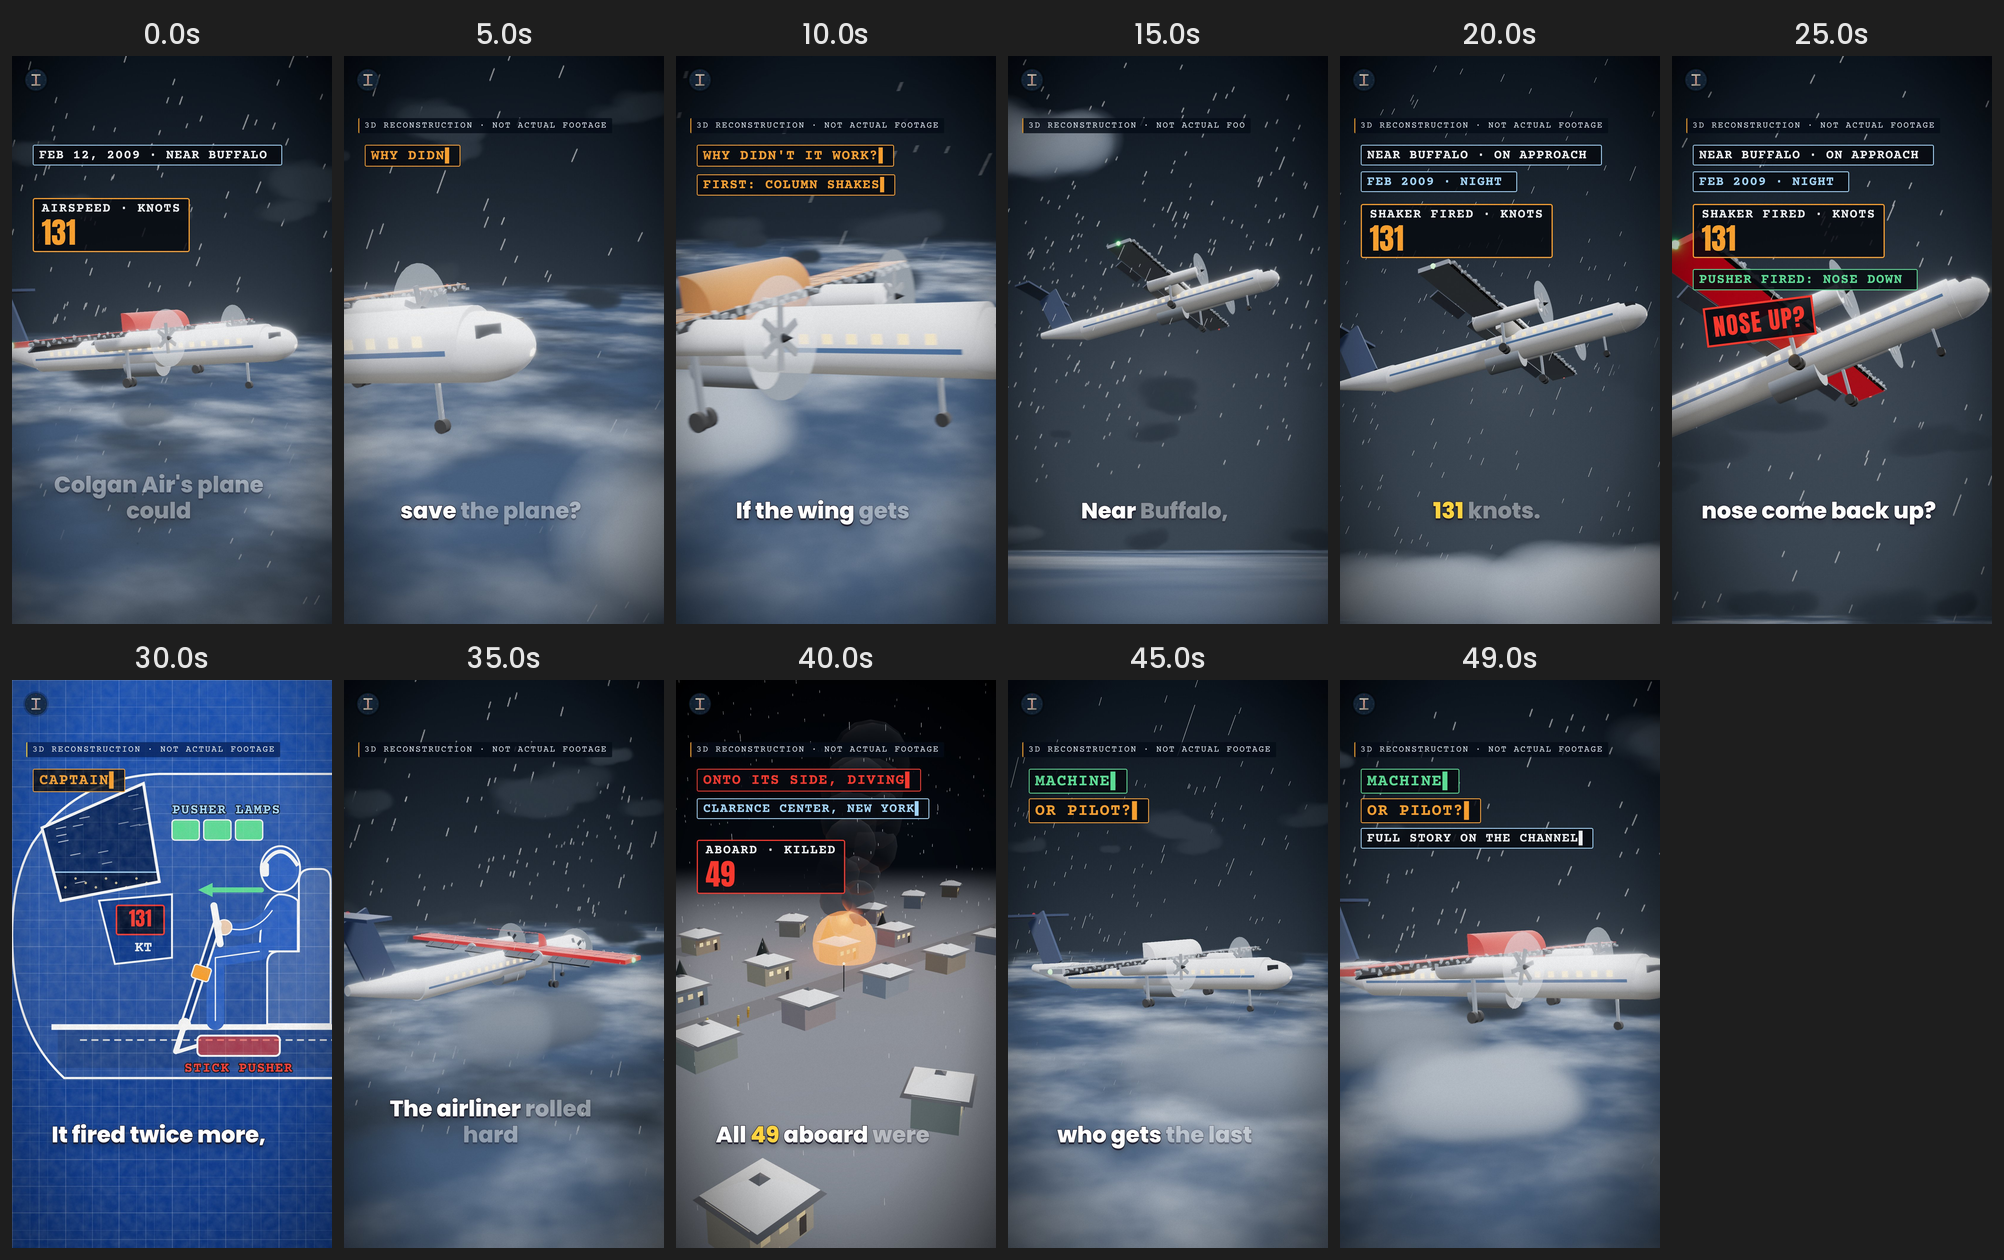 0.0s
FEB 12, 2009 · NEAR BUFFALO
AIRSPEED · KNOTS
131
Colgan Air's plane
could
5.0s
3D RECONSTRUCTION · NOT ACTUAL FOOTAGE
WHY DIDN
save the plane?
10.0s
3D RECONSTRUCTION · NOT ACTUAL FOOTAGE
WHY DIDN'T IT WORK?
FIRST: COLUMN SHAKES
If the wing gets
15.0s
3D RECONSTRUCTION · NOT ACTUAL FOO
Near Buffalo,
20.0s
3D RECONSTRUCTION · NOT ACTUAL FOOTAGE
NEAR BUFFALO · ON APPROACH
FEB 2009 · NIGHT
SHAKER FIRED · KNOTS
131
131 knots.
25.0s
3D RECONSTRUCTION · NOT ACTUAL FOOTAGE
NEAR BUFFALO · ON APPROACH
FEB 2009 · NIGHT
SHAKER FIRED · KNOTS
131
PUSHER FIRED: NOSE DOWN
NOSE UP?
nose come back up?
30.0s
3D RECONSTRUCTION · NOT ACTUAL FOOTAGE
CAPTAIN
PUSHER LAMPS
131
KT
STICK PUSHER
It fired twice more,
35.0s
3D RECONSTRUCTION · NOT ACTUAL FOOTAGE
The airliner rolled
hard
40.0s
3D RECONSTRUCTION · NOT ACTUAL FOOTAGE
ONTO ITS SIDE, DIVING
CLARENCE CENTER, NEW YORK
ABOARD · KILLED
49
All 49 aboard were
45.0s
3D RECONSTRUCTION · NOT ACTUAL FOOTAGE
MACHINE
OR PILOT?
who gets the last
49.0s
3D RECONSTRUCTION · NOT ACTUAL FOOTAGE
MACHINE
OR PILOT?
FULL STORY ON THE CHANNEL